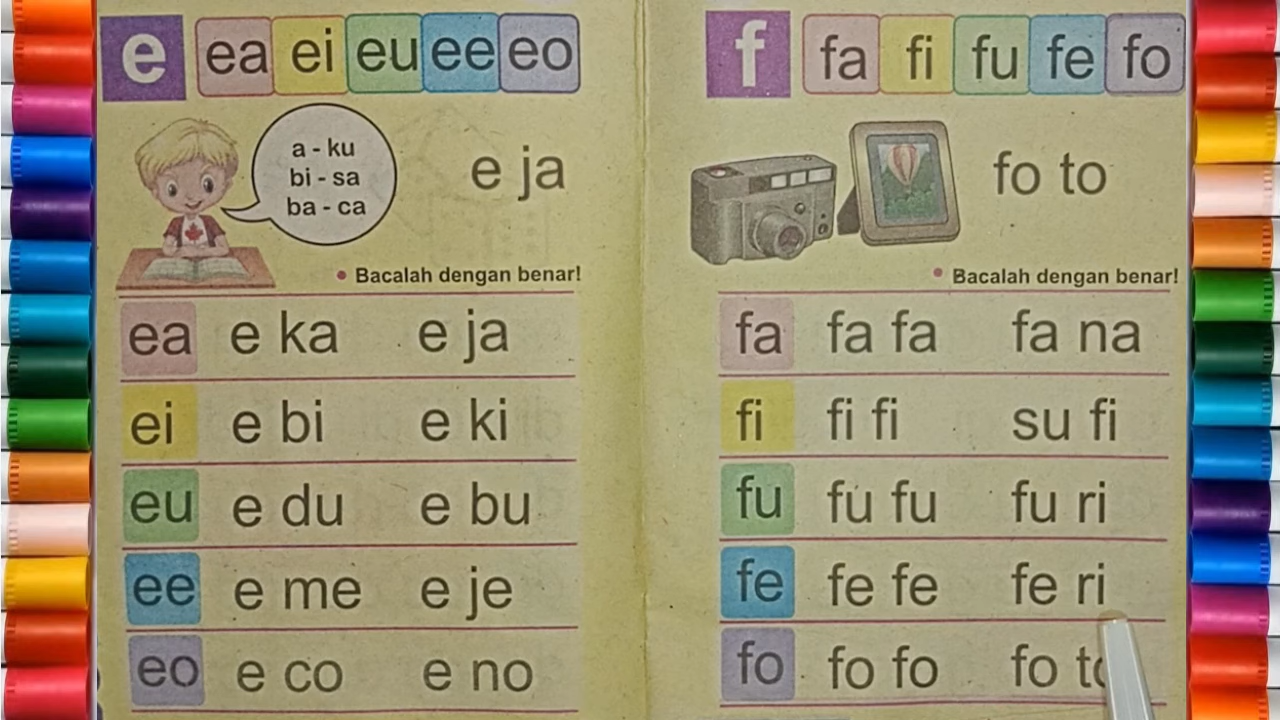 e ea ei eu ee eo
a - ku
bi - sa
ba - ca
e ja
• Bacalah dengan benar!
ea e ka e ja
ei e bi e ki
eu e du e bu
ee e me e je
eo e co e no
f fa fi fu fe fo
fo to
• Bacalah dengan benar!
fa fa fa fa na
fi fi fi su fi
fu fu fu fu ri
fe fe fe fe ri
fo fo fo fo to